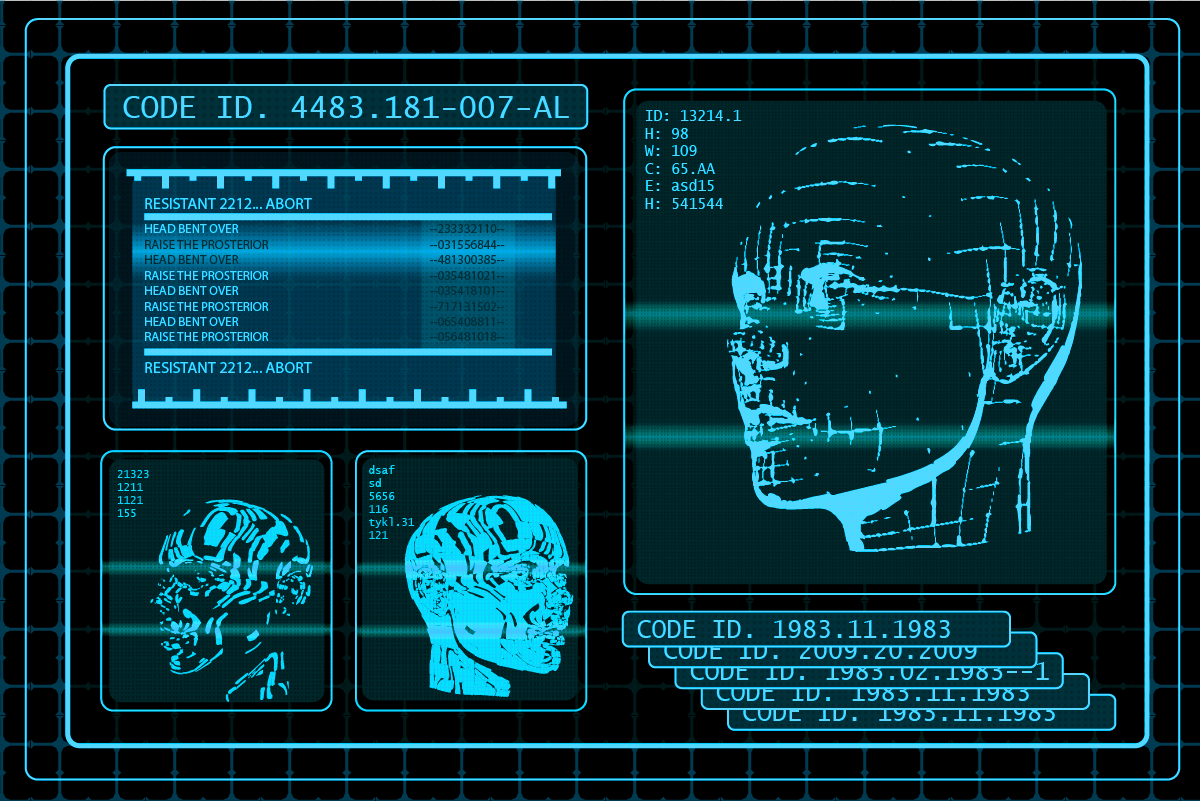 CODE ID. 4483.181-007-AL
RESISTANT 2212... ABORT
HEAD BENT OVER --233332110--
RAISE THE PROSTERIOR --031556844--
HEAD BENT OVER --481300385--
RAISE THE PROSTERIOR --035481021--
HEAD BENT OVER --035418101--
RAISE THE PROSTERIOR --717131502--
HEAD BENT OVER --065408811--
RAISE THE PROSTERIOR --056481018--
RESISTANT 2212... ABORT
21323
1211
1121
155
dsaf
sd
5656
116
tykl.31
121
ID: 13214.1
H: 98
W: 109
C: 65.AA
E: asd15
H: 541544
CODE ID. 1983.11.1983
CODE ID. 2009.20.2009
CODE ID. 1983.02.1983--1
CODE ID. 1983.11.1983
CODE ID. 1983.11.1983